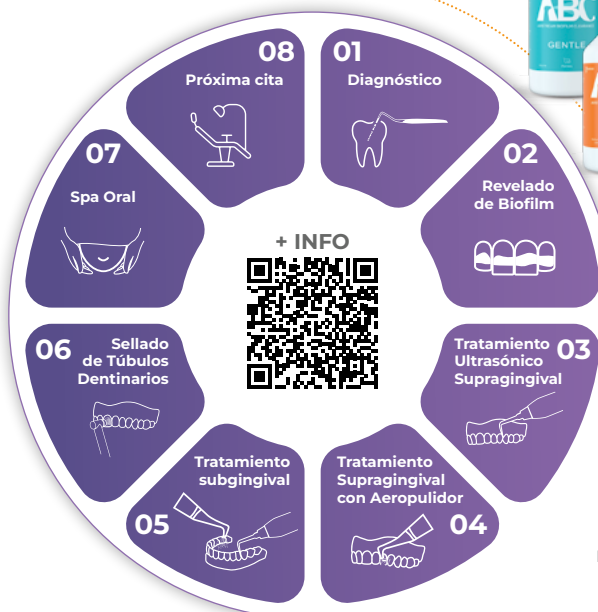 ABC
GENTLE
01
Diagnóstico
02
Revelado
de Biofilm
03
Tratamiento
Ultrasónico
Supragingival
04
Tratamiento
Supragingival
con Aeropulidor
05
Tratamiento
subgingival
06
Sellado
de Túbulos
Dentinarios
07
Spa Oral
08
Próxima cita
+ INFO